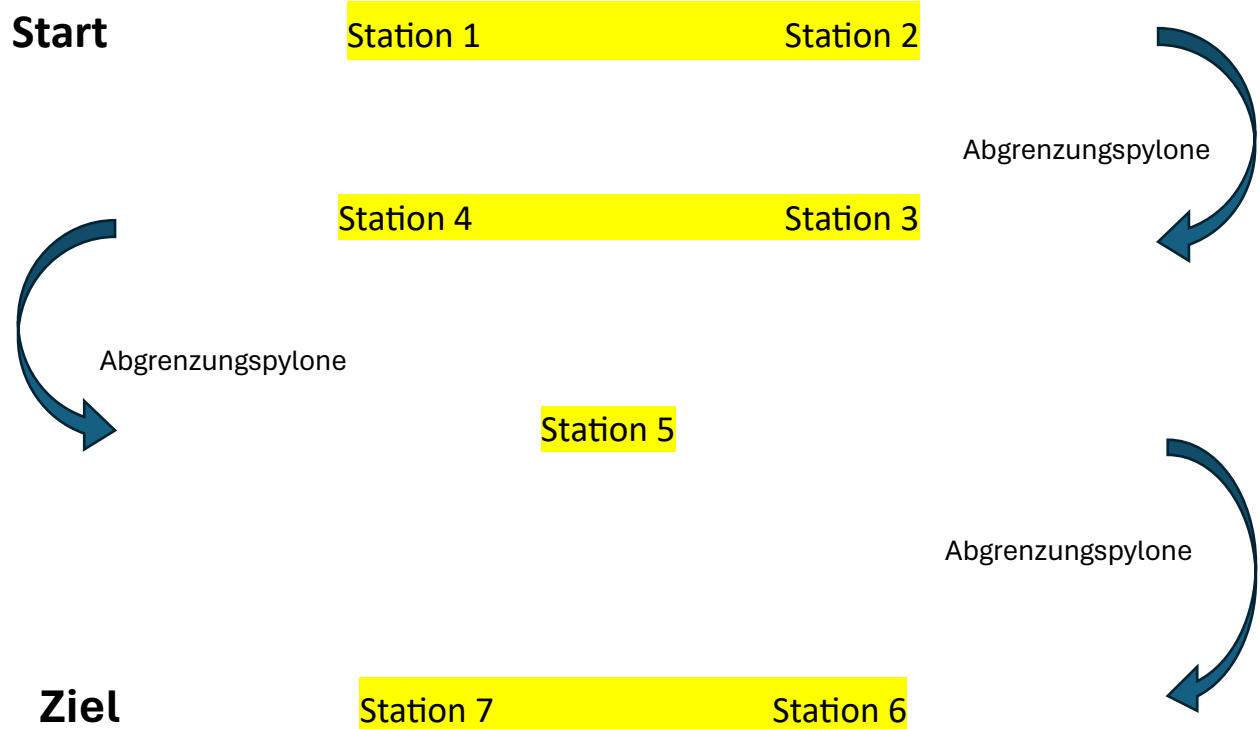 Start Station 1 Station 2
Abgrenzungspylone
Station 4 Station 3
Abgrenzungspylone
Station 5
Abgrenzungspylone
Ziel Station 7 Station 6